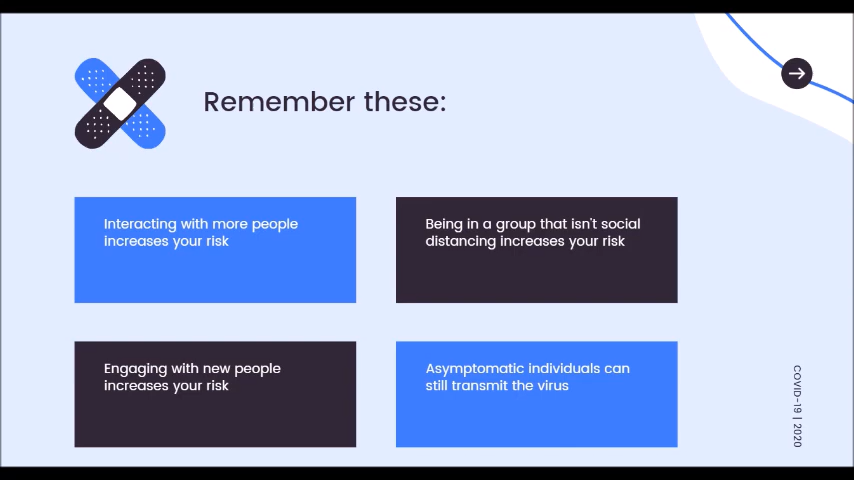 Remember these:
Interacting with more people
increases your risk
Being in a group that isn't social
distancing increases your risk
Engaging with new people
increases your risk
Asymptomatic individuals can
still transmit the virus
COVID-19 | 2020